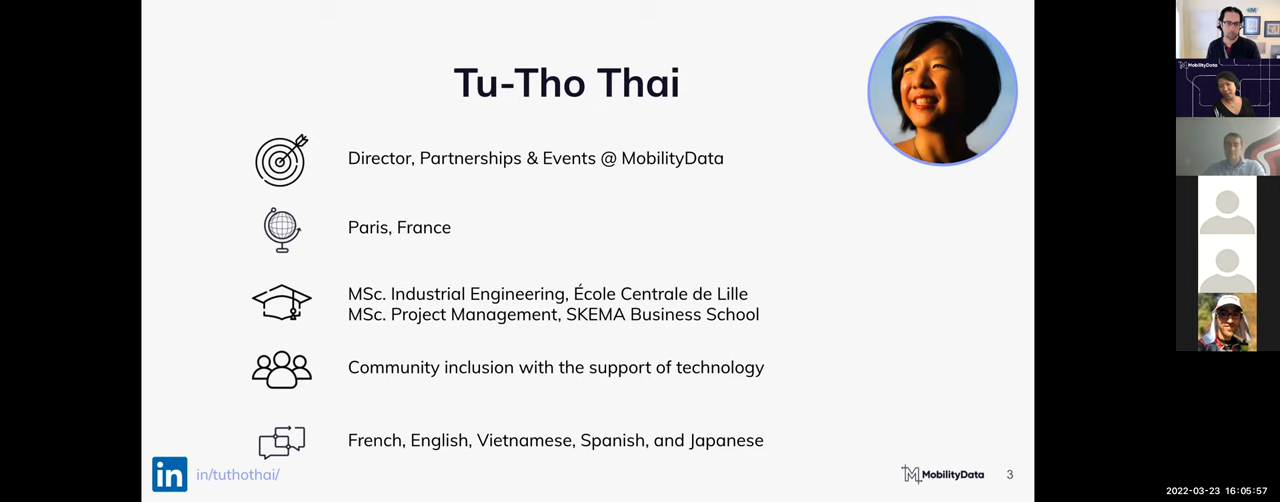 Tu-Tho Thai
Director, Partnerships & Events @ MobilityData
Paris, France
MSc. Industrial Engineering, École Centrale de Lille
MSc. Project Management, SKEMA Business School
Community inclusion with the support of technology
French, English, Vietnamese, Spanish, and Japanese
in in/tuthothai/
MobilityData 3
MobilityData
2022-03-23 16:05:57